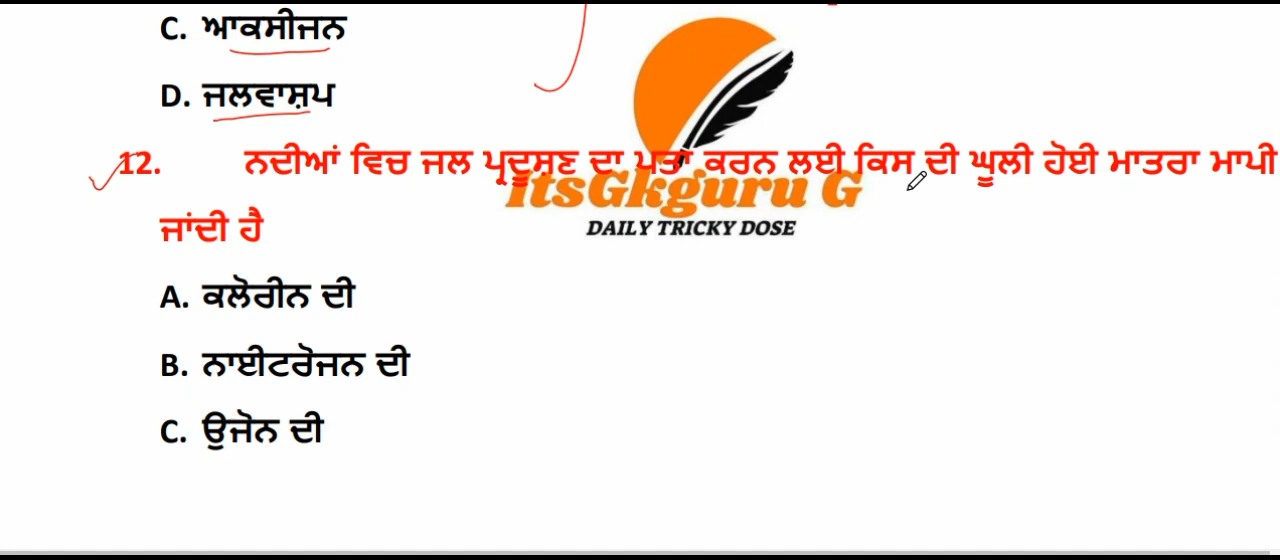 C. ਆਕਸੀਜਨ
D. ਜਲਵਾਸ਼ਪ
12. ਨਦੀਆਂ ਵਿਚ ਜਲ ਪ੍ਰਦੂਸ਼ਣ ਦਾ ਪਤਾ ਕਰਨ ਲਈ ਕਿਸ ਦੀ ਘੂਲੀ ਹੋਈ ਮਾਤਰਾ ਮਾਪੀ
ItsGkguru G
ਜਾਂਦੀ ਹੈ
DAILY TRICKY DOSE
A. ਕਲੋਰੀਨ ਦੀ
B. ਨਾਈਟਰੋਜਨ ਦੀ
C. ਉਜੋਨ ਦੀ